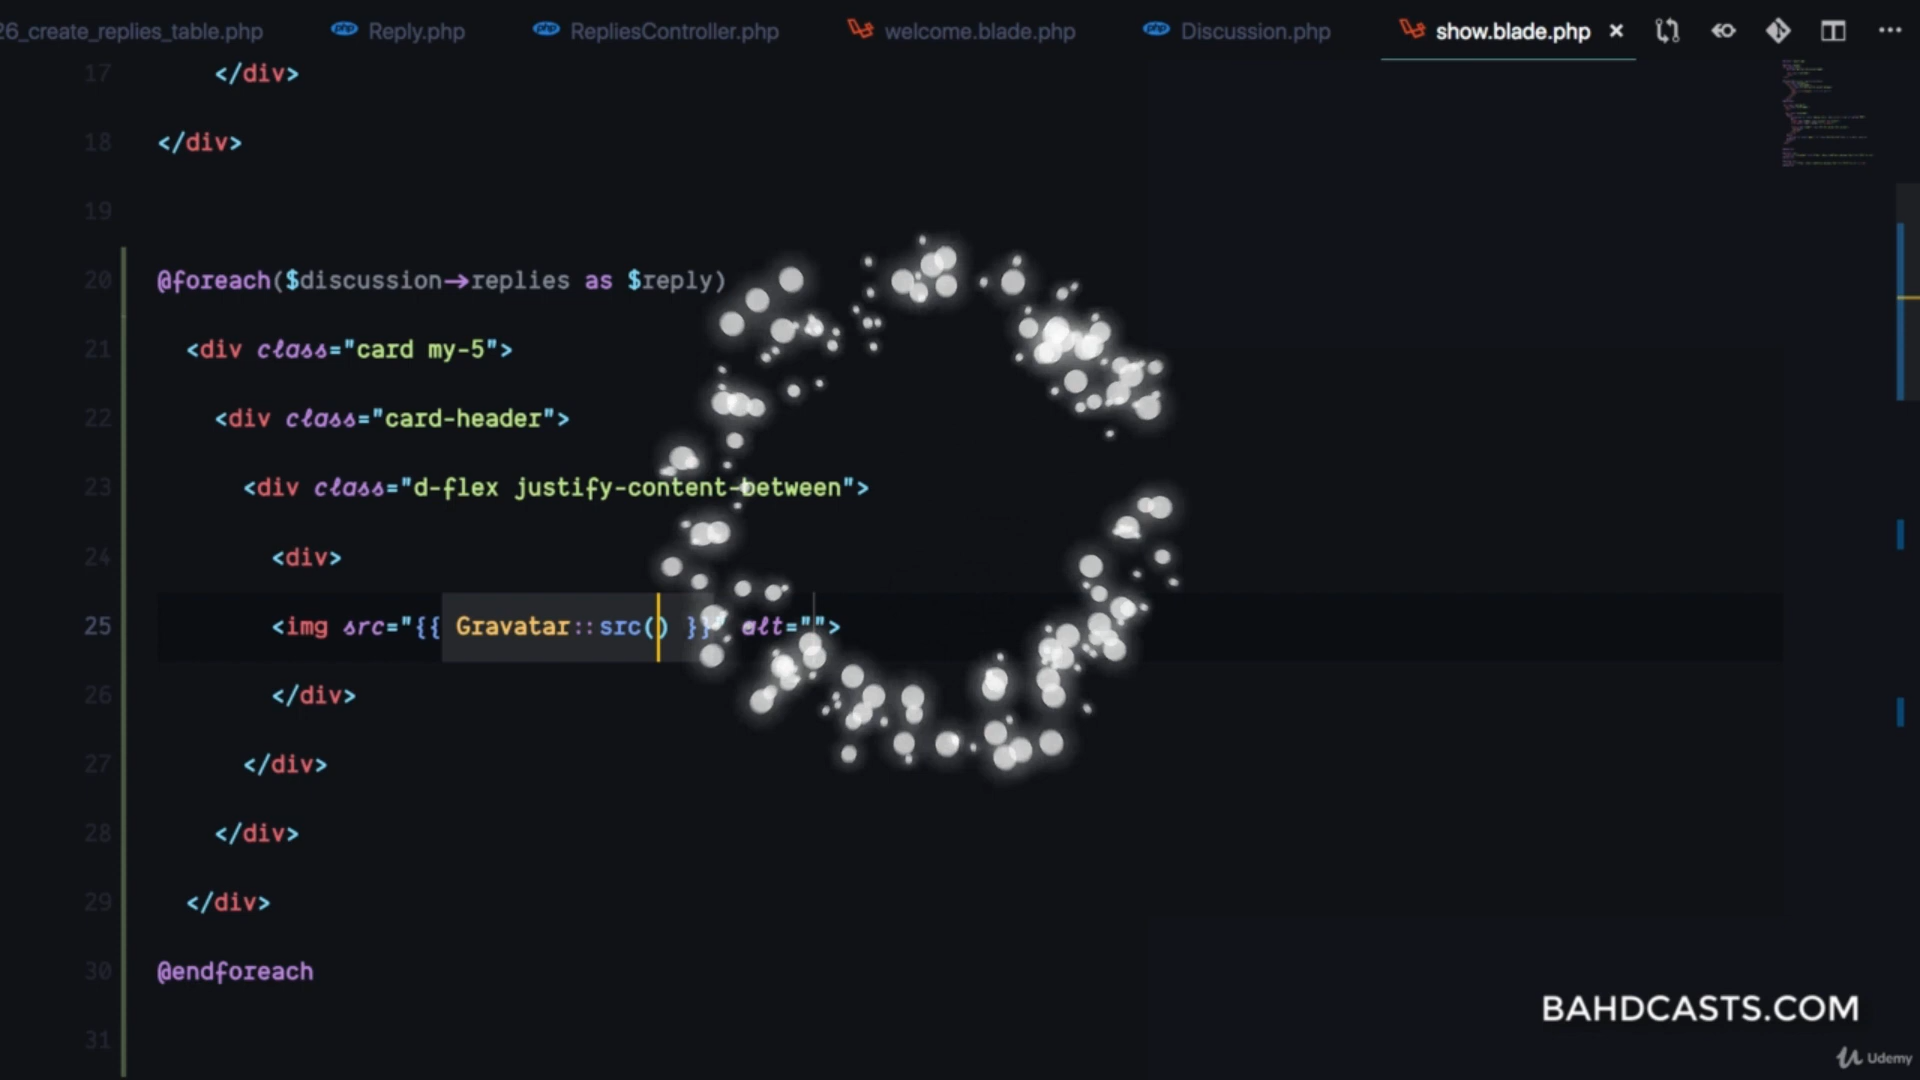 26_create_replies_table.php Reply.php RepliesController.php welcome.blade.php Discussion.php show.blade.php ×
17 </div>
18 </div>
19
20 @foreach($discussion->replies as $reply)
21 <div class="card my-5">
22 <div class="card-header">
23 <div class="d-flex justify-content-between">
24 <div>
25 <img src="{{ Gravatar::src() }}" alt="">
26 </div>
27 </div>
28 </div>
29 </div>
30 @endforeach
31
BAHDCASTS.COM
Udemy